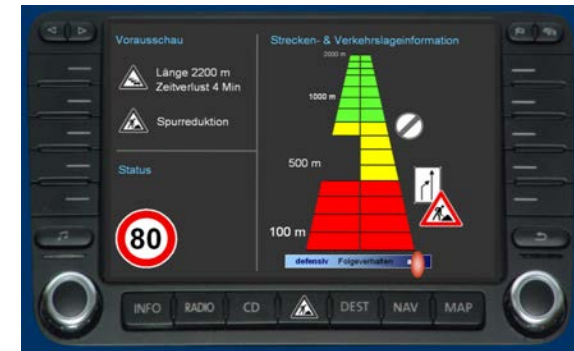 Vorausschau
Länge 2200 m
Zeitverlust 4 Min
Spurreduktion
Status
80
Strecken- & Verkehrslageinformation
2000 m
1000 m
500 m
100 m
defensiv Folgeverhalten
INFO
RADIO
CD
DEST
NAV
MAP